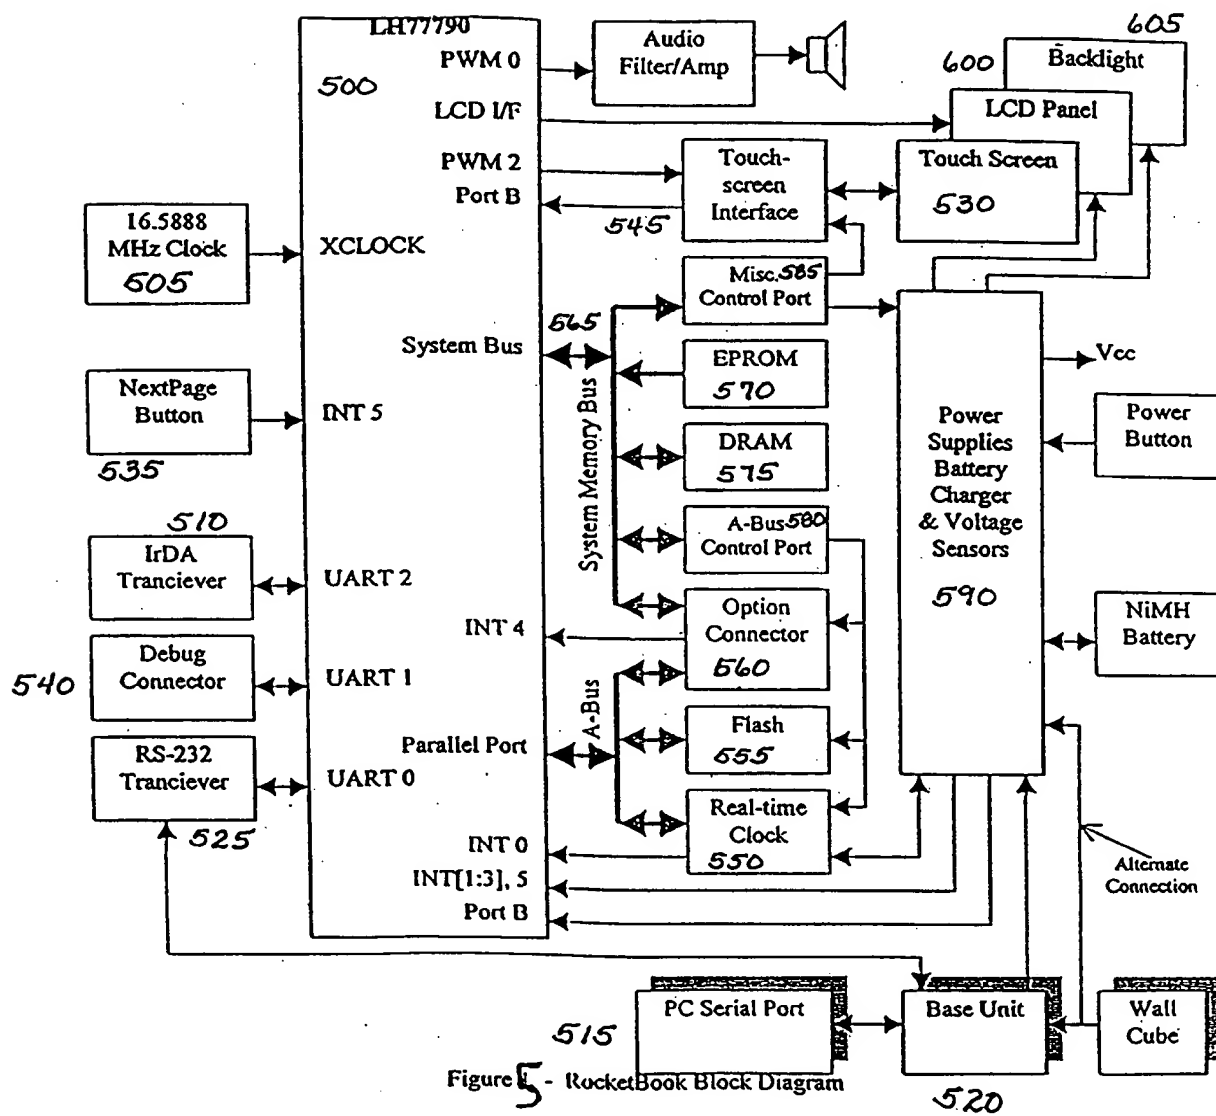 LH77790
500
PWM 0
LCD I/F
PWM 2
Port B
XCLOCK
System Bus
INT 5
UART 2
INT 4
UART 1
Parallel Port
UART 0
INT 0
INT[1:3], 5
Port B
Audio
Filter/Amp
605
Backlight
600
LCD Panel
Touch Screen
530
Touch-
screen
Interface
545
16.5888
MHz Clock
505
NextPage
Button
535
510
IrDA
Tranciever
Debug
Connector
540
RS-232
Tranciever
525
565
System Memory Bus
A-Bus
Misc. 585
Control Port
EPROM
570
DRAM
575
A-Bus 580
Control Port
Option
Connector
560
Flash
555
Real-time
Clock
550
Power
Supplies
Battery
Charger
& Voltage
Sensors
590
Vcc
Power
Button
NiMH
Battery
Alternate
Connection
PC Serial Port
515
Base Unit
520
Wall
Cube
Figure 5 - RocketBook Block Diagram